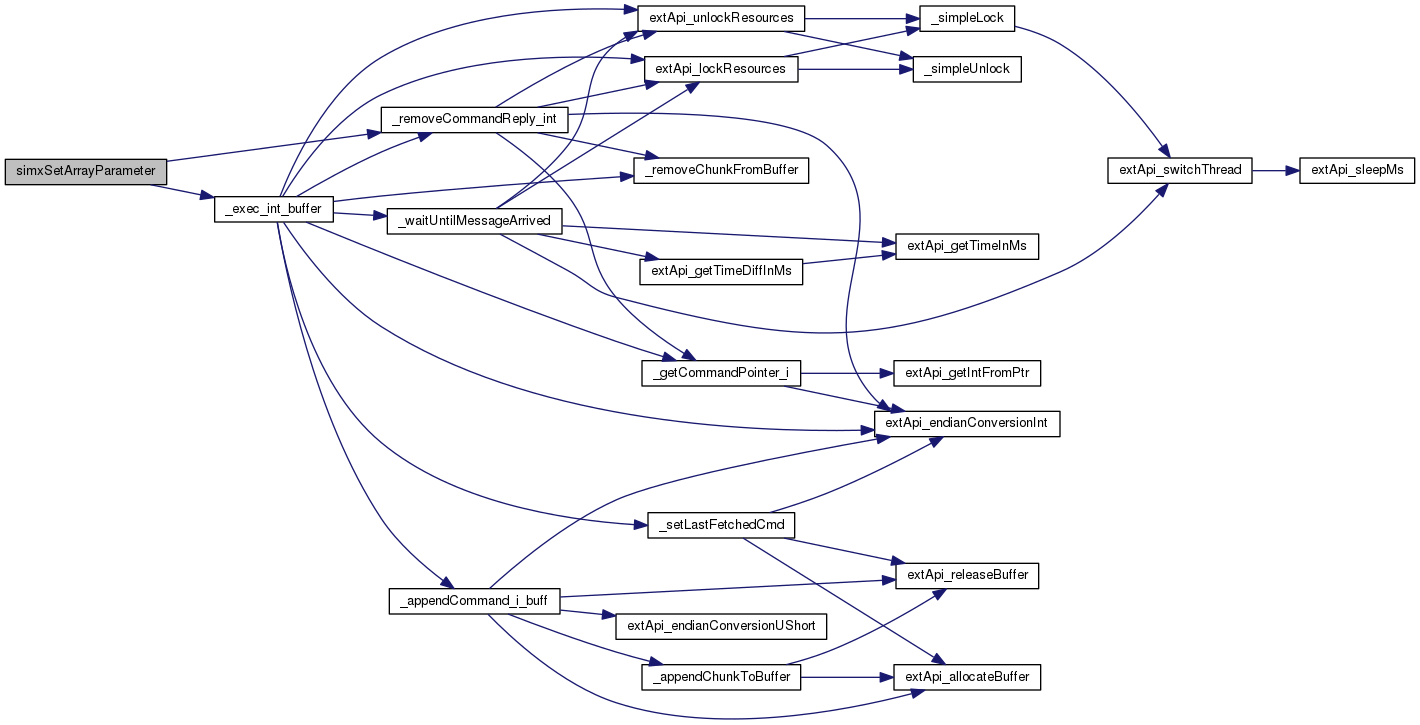 simxSetArrayParameter
_exec_int_buffer
_removeCommandReply_int
_waitUntilMessageArrived
_appendCommand_i_buff
extApi_unlockResources
extApi_lockResources
_removeChunkFromBuffer
extApi_getTimeDiffInMs
_getCommandPointer_i
_setLastFetchedCmd
extApi_endianConversionUShort
_appendChunkToBuffer
_simpleLock
_simpleUnlock
extApi_getTimeInMs
extApi_getIntFromPtr
extApi_endianConversionInt
extApi_releaseBuffer
extApi_allocateBuffer
extApi_switchThread
extApi_sleepMs